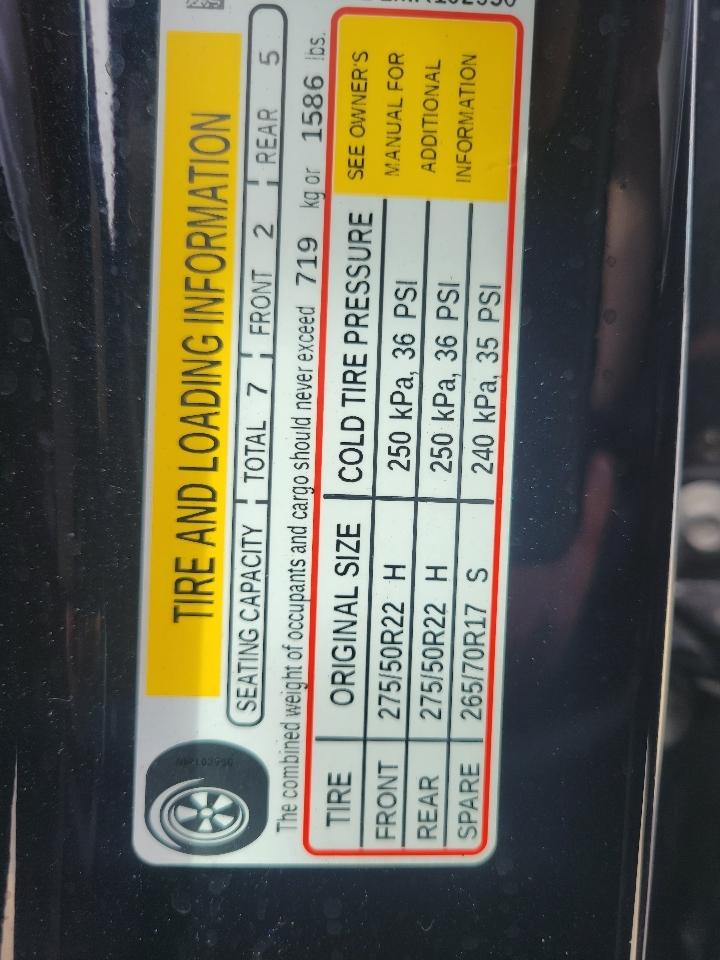 TIRE AND LOADING INFORMATION
SEATING CAPACITY TOTAL 7 FRONT 2 REAR 5
The combined weight of occupants and cargo should never exceed 719 kg or 1586 lbs.
TIRE ORIGINAL SIZE COLD TIRE PRESSURE
FRONT 275/50R22 H 250 kPa, 36 PSI
REAR 275/50R22 H 250 kPa, 36 PSI
SPARE 265/70R17 S 240 kPa, 35 PSI
SEE OWNER'S
MANUAL FOR
ADDITIONAL
INFORMATION